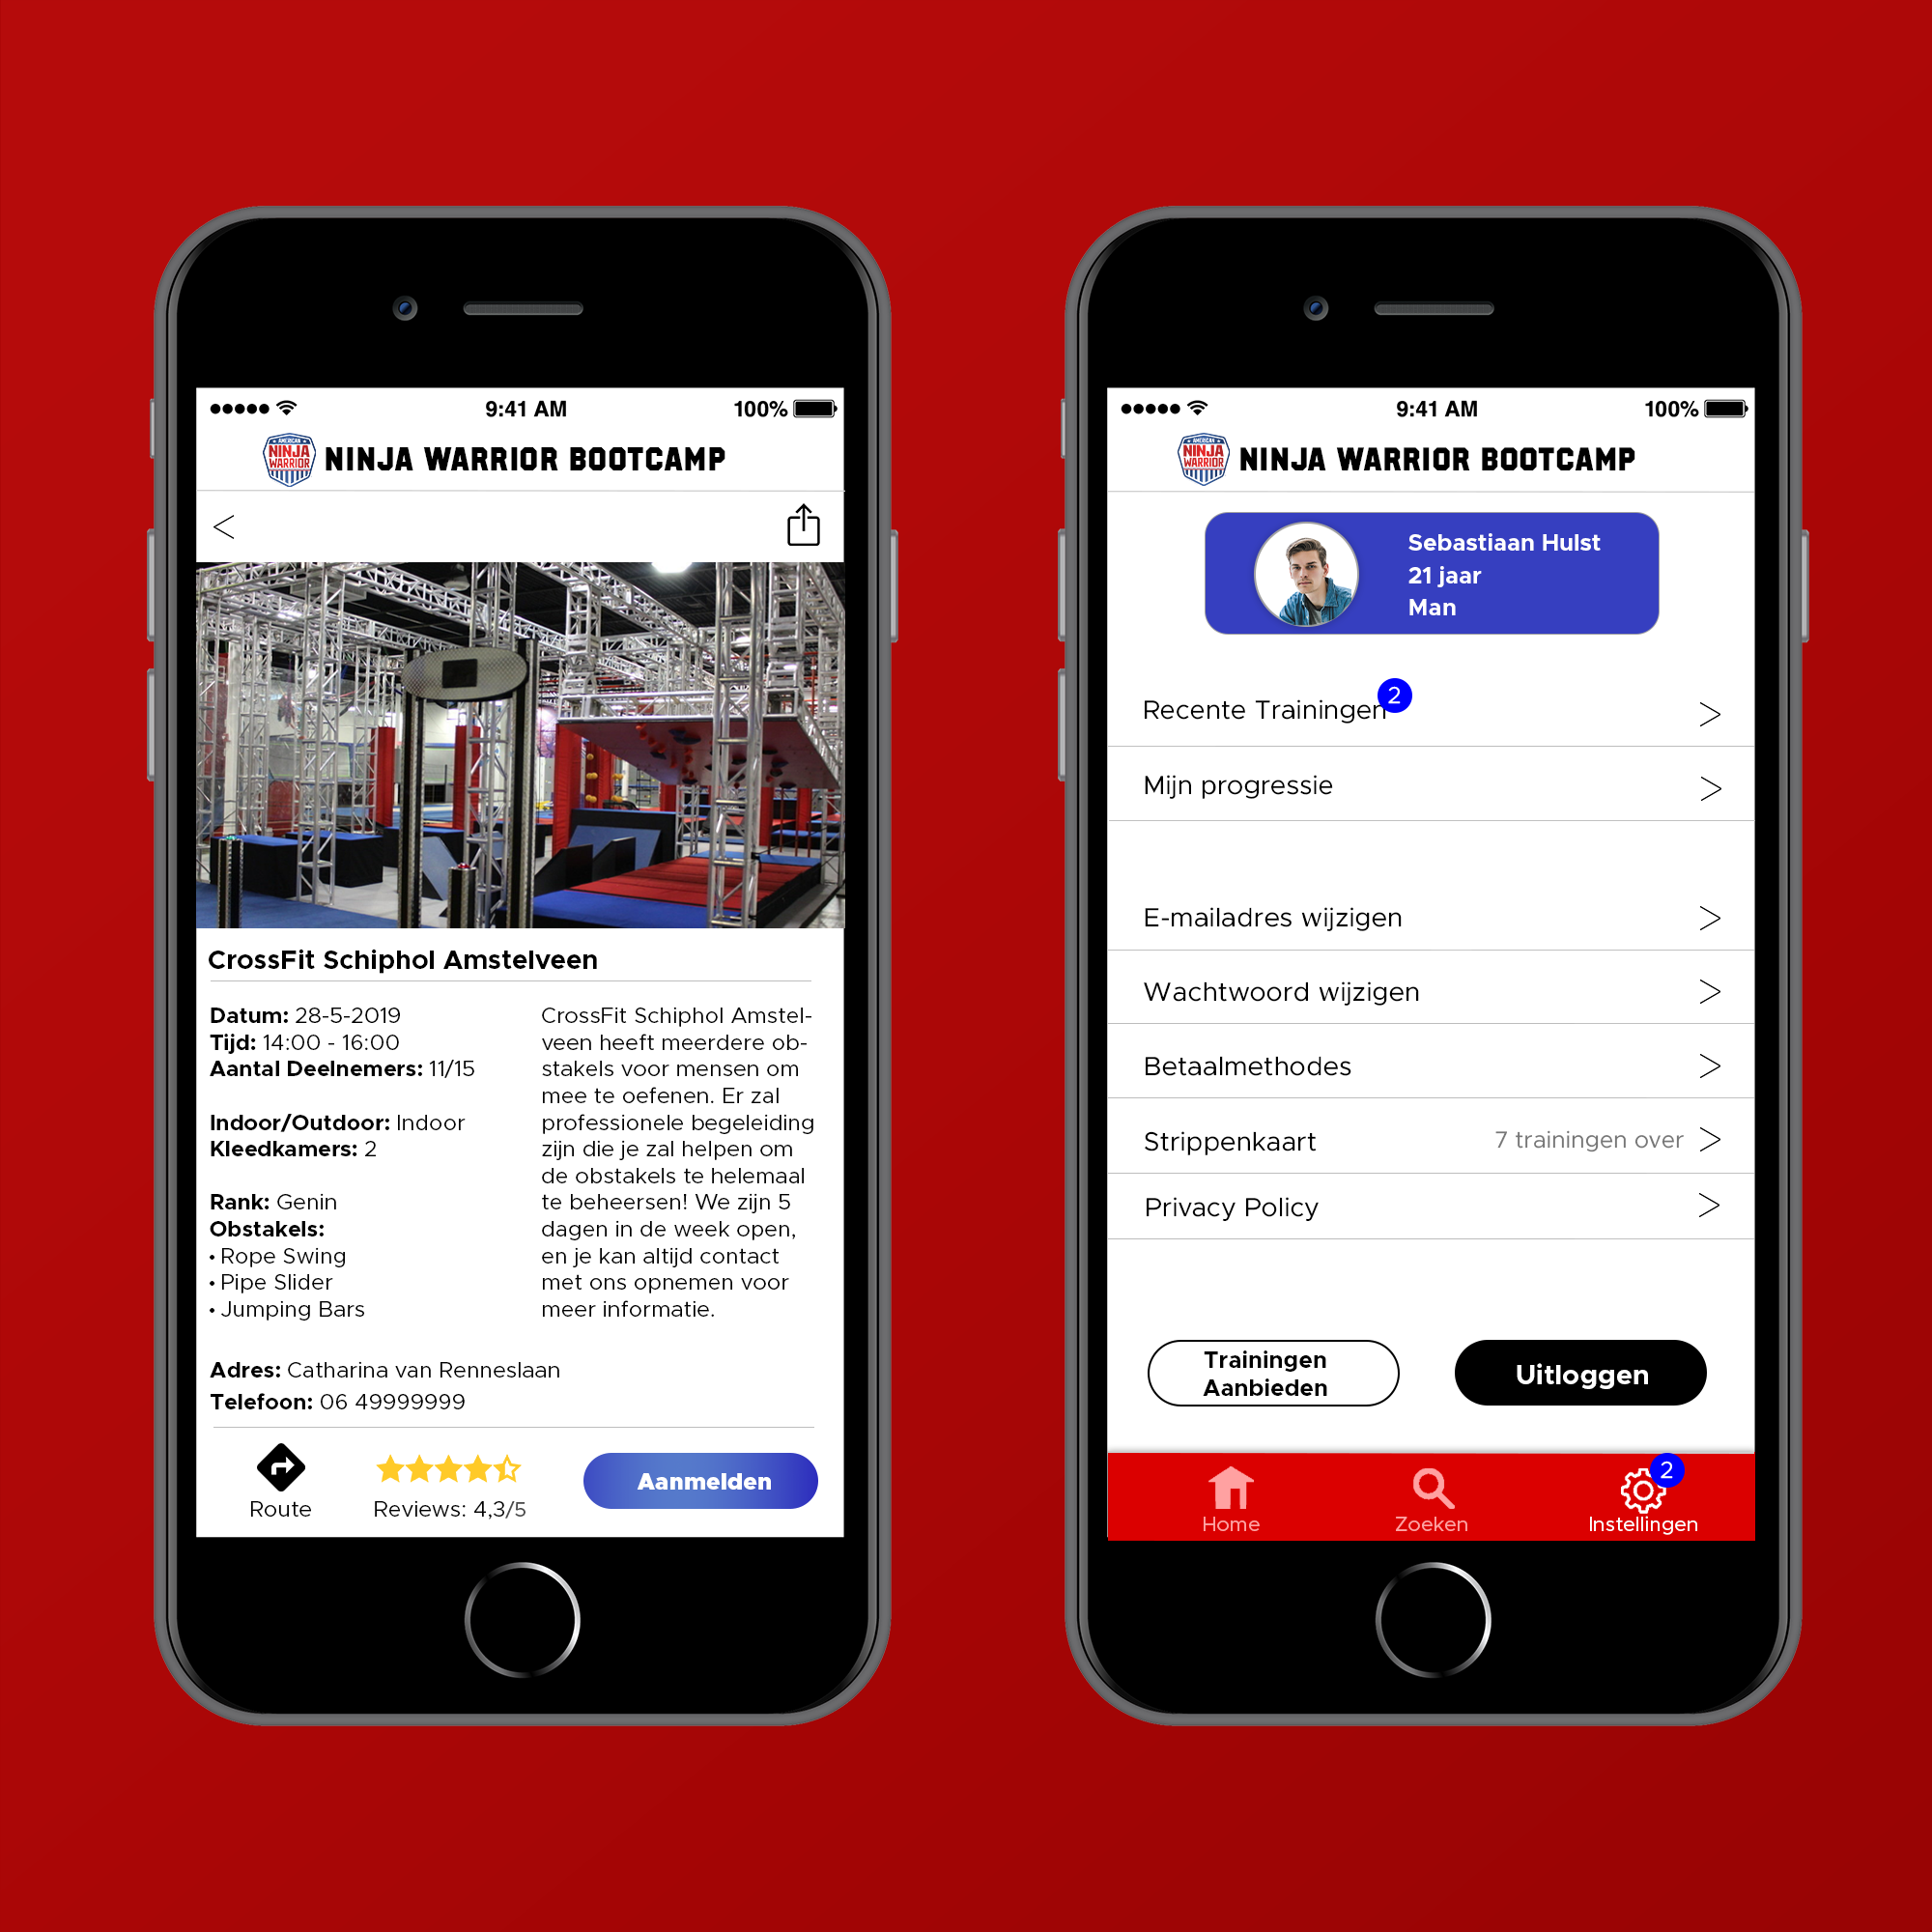 9:41 AM
100%
AMERICAN
NINJA
WARRIOR
NINJA WARRIOR BOOTCAMP
CrossFit Schiphol Amstelveen
Datum: 28-5-2019
Tijd: 14:00 - 16:00
Aantal Deelnemers: 11/15
Indoor/Outdoor: Indoor
Kleedkamers: 2
Rank: Genin
Obstakels:
• Rope Swing
• Pipe Slider
• Jumping Bars
CrossFit Schiphol Amstel-
veen heeft meerdere ob-
stakels voor mensen om
mee te oefenen. Er zal
professionele begeleiding
zijn die je zal helpen om
de obstakels te helemaal
te beheersen! We zijn 5
dagen in de week open,
en je kan altijd contact
met ons opnemen voor
meer informatie.
Adres: Catharina van Renneslaan
Telefoon: 06 49999999
Route
Reviews: 4,3/5
Aanmelden
9:41 AM
100%
AMERICAN
NINJA
WARRIOR
NINJA WARRIOR BOOTCAMP
Sebastiaan Hulst
21 jaar
Man
Recente Trainingen
2
>
Mijn progressie
>
E-mailadres wijzigen
>
Wachtwoord wijzigen
>
Betaalmethodes
>
Strippenkaart
7 trainingen over
>
Privacy Policy
>
Trainingen
Aanbieden
Uitloggen
Home
Zoeken
2
Instellingen